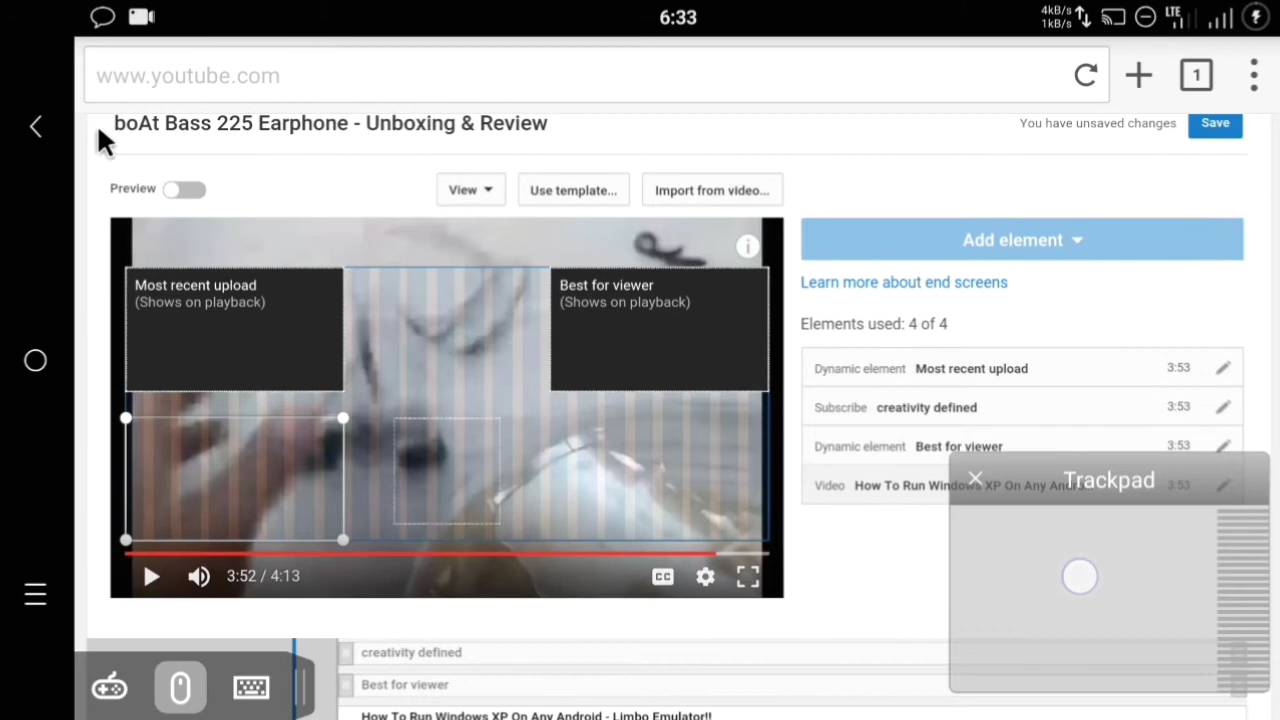 6:33
4kB/s
1kB/s
LTE
www.youtube.com
1
boAt Bass 225 Earphone - Unboxing & Review
You have unsaved changes
Save
Preview
View
Use template...
Import from video...
Most recent upload
(Shows on playback)
Best for viewer
(Shows on playback)
3:52 / 4:13
CC
Add element
Learn more about end screens
Elements used: 4 of 4
Dynamic element Most recent upload 3:53
Subscribe creativity defined 3:53
Dynamic element Best for viewer 3:53
Video How To Run Windows XP On Any Andro... 3:53
Trackpad
creativity defined
Best for viewer
How To Run Windows XP On Any Android - Limbo Emulator!!